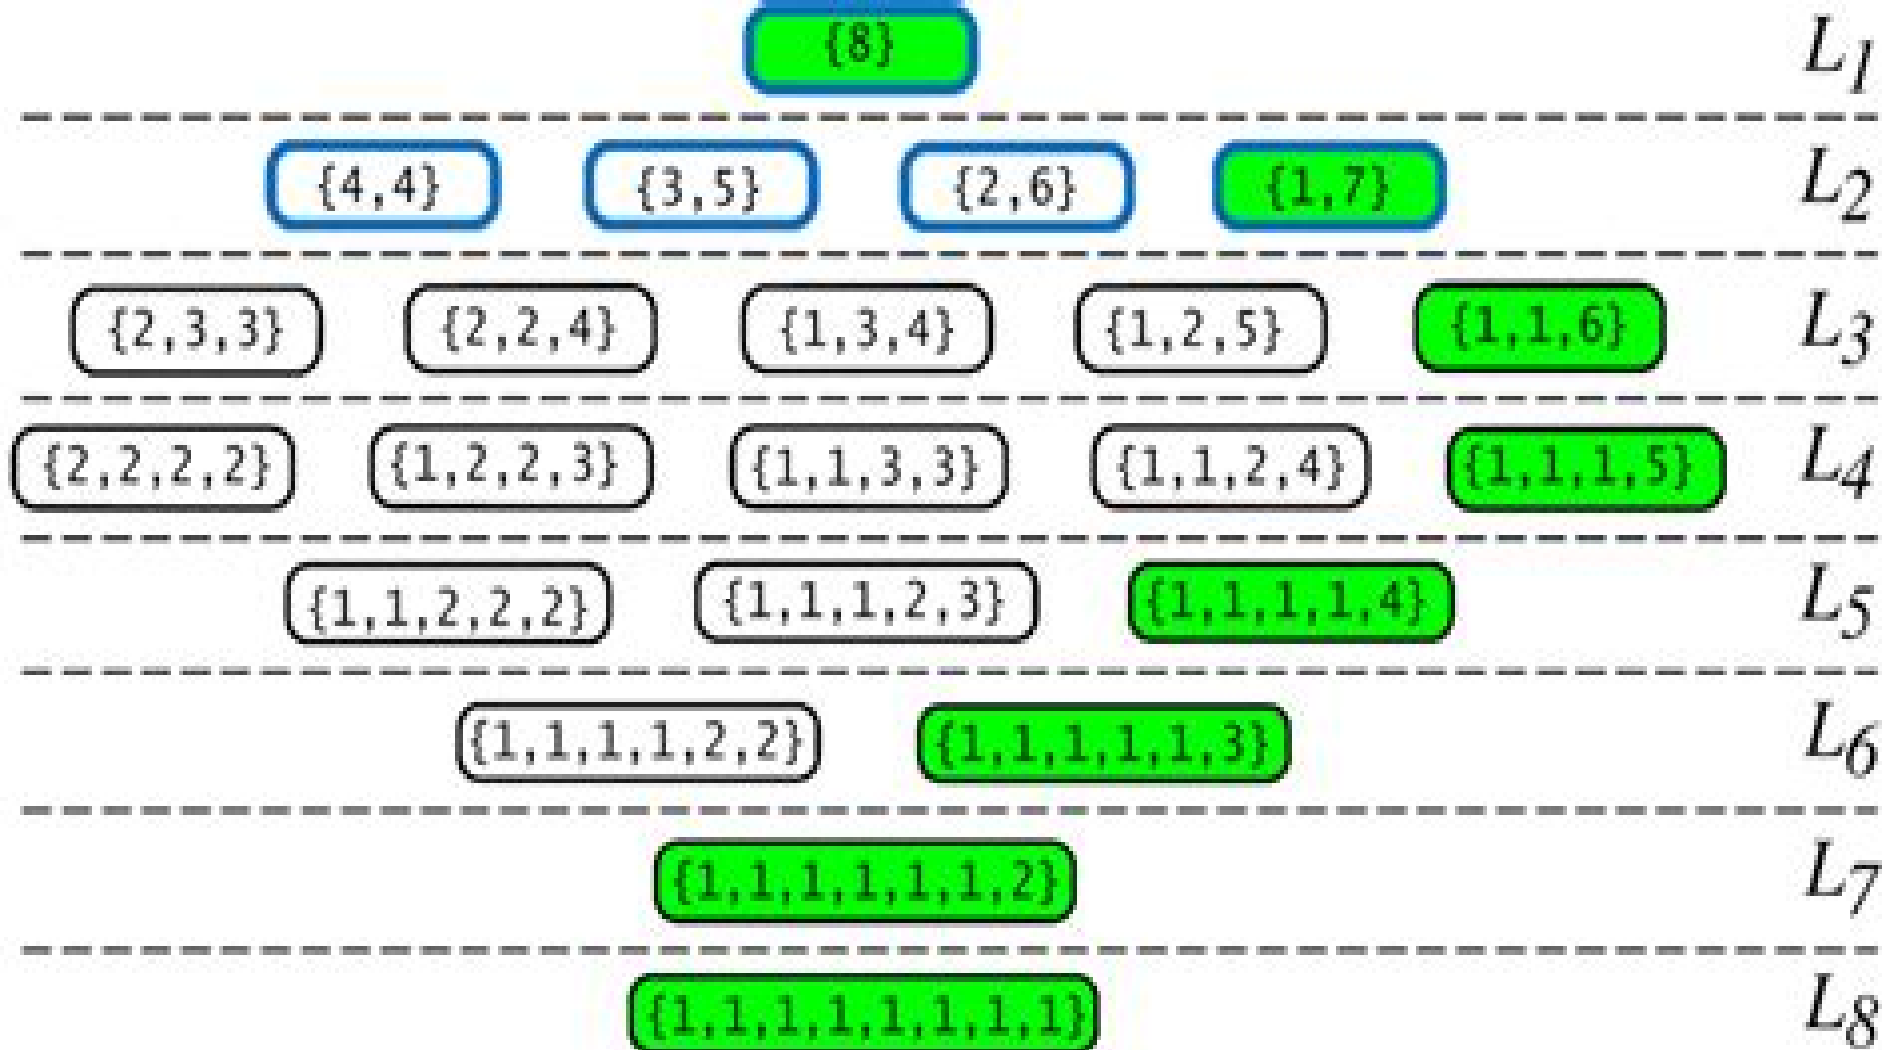 {8} L1
{4,4} {3,5} {2,6} {1,7} L2
{2,3,3} {2,2,4} {1,3,4} {1,2,5} {1,1,6} L3
{2,2,2,2} {1,2,2,3} {1,1,3,3} {1,1,2,4} {1,1,1,5} L4
{1,1,2,2,2} {1,1,1,2,3} {1,1,1,1,4} L5
{1,1,1,1,2,2} {1,1,1,1,1,3} L6
{1,1,1,1,1,1,2} L7
{1,1,1,1,1,1,1,1} L8